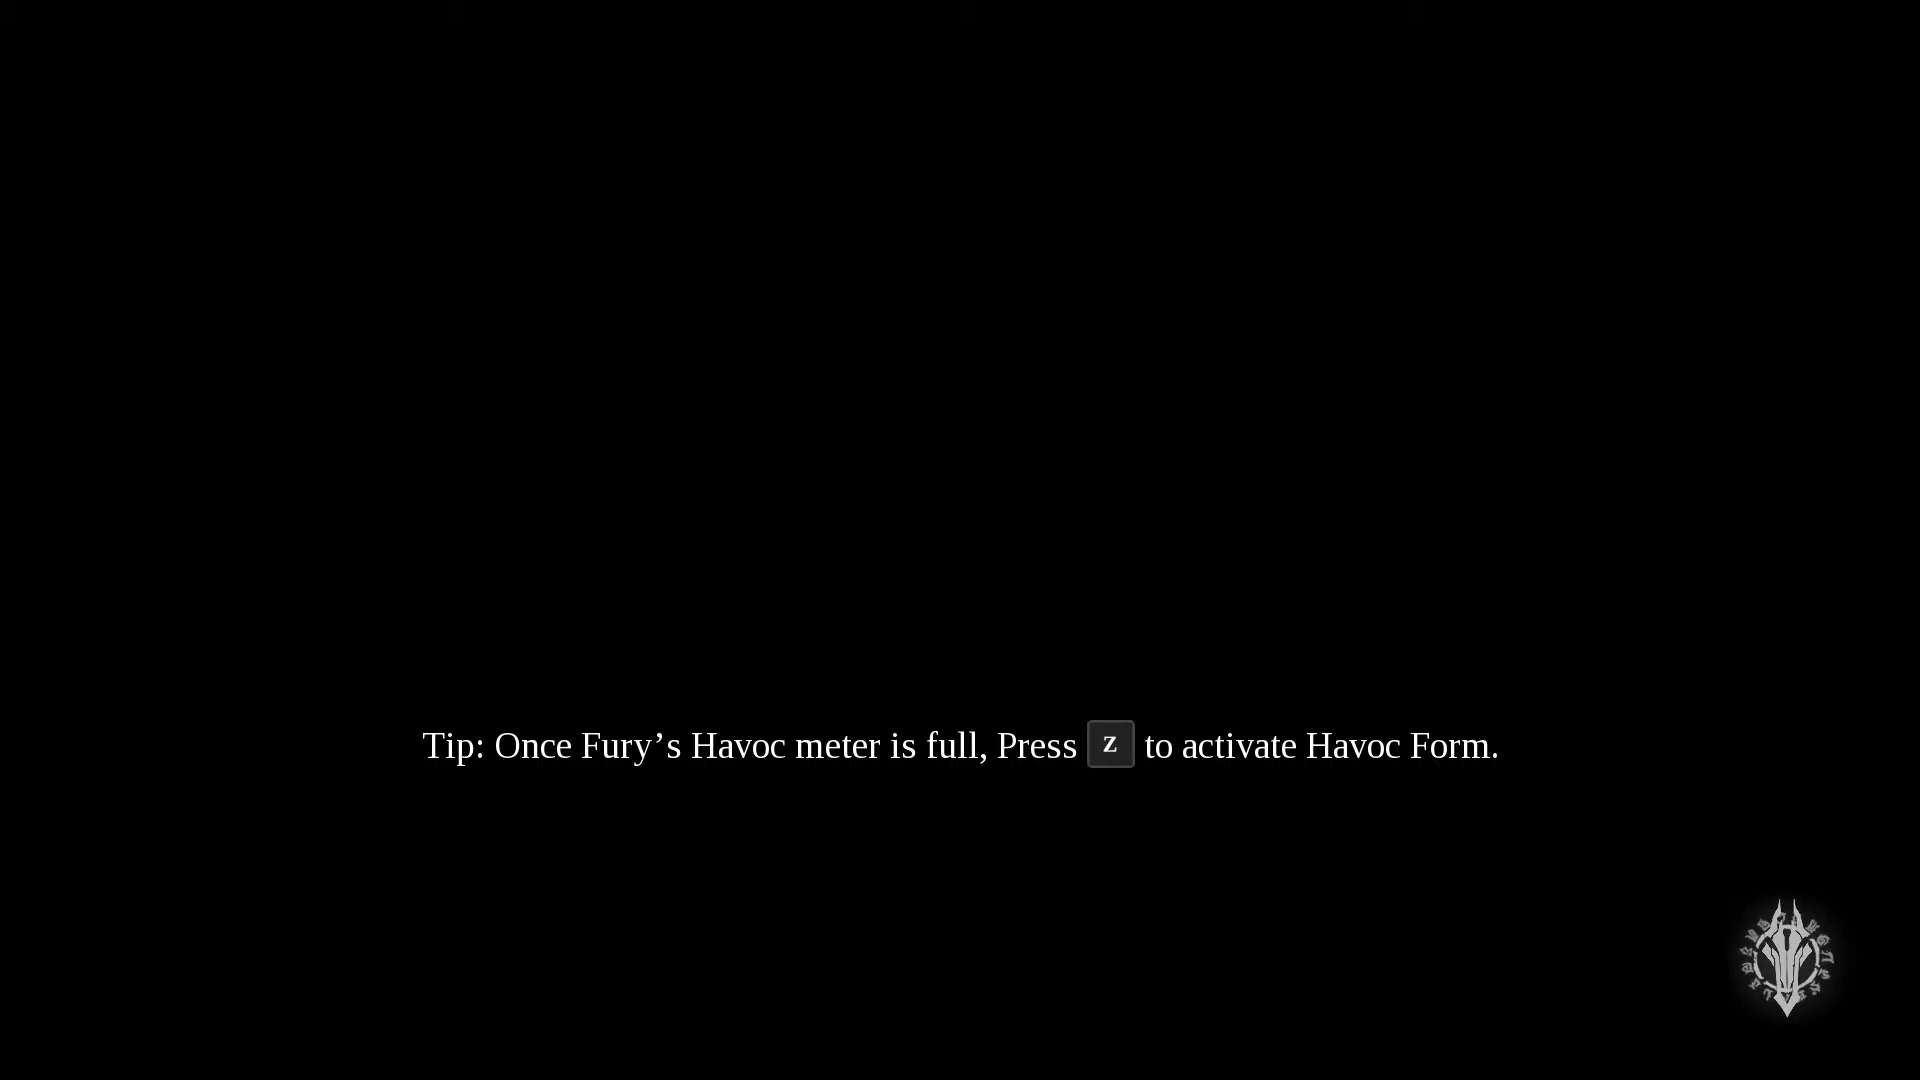 Tip: Once Fury’s Havoc meter is full, Press Z to activate Havoc Form.